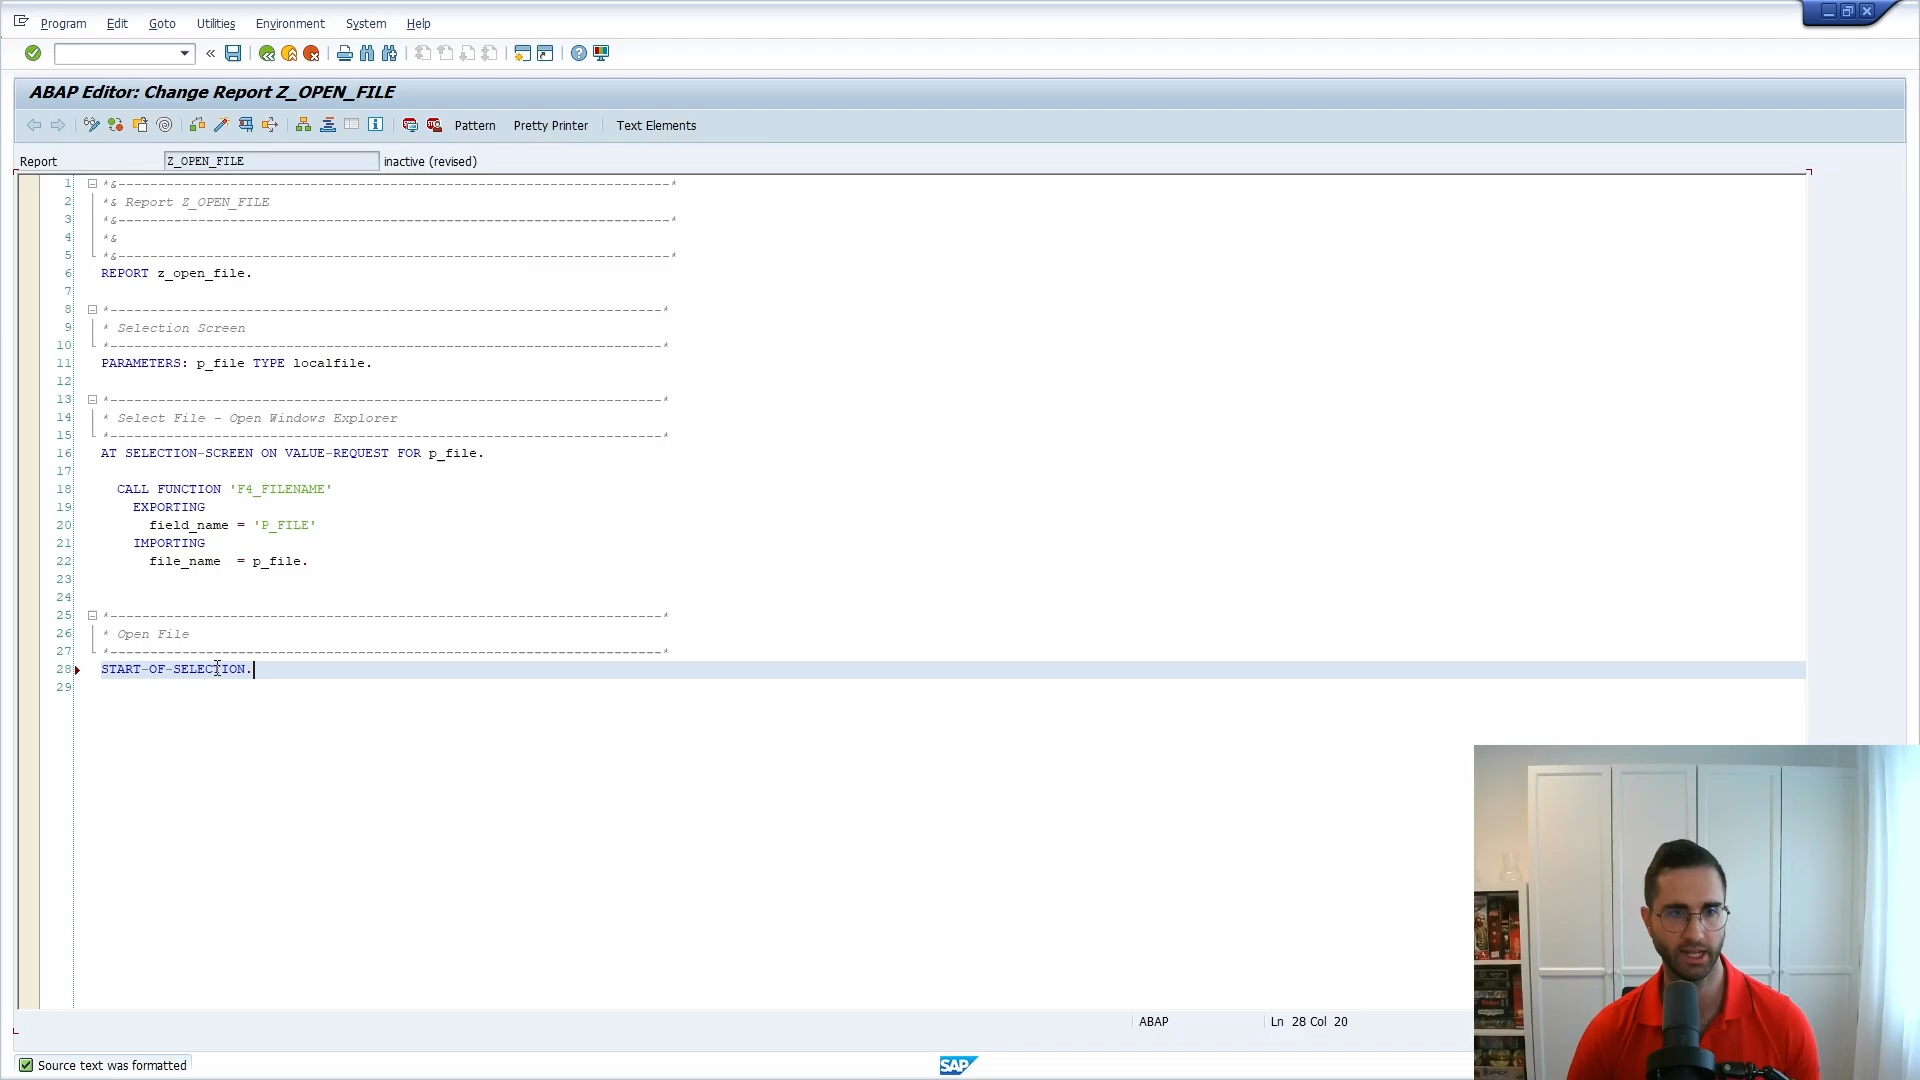 Program Edit Goto Utilities Environment System Help
ABAP Editor: Change Report Z_OPEN_FILE
Pattern Pretty Printer Text Elements
Report Z_OPEN_FILE inactive (revised)
1 *&---------------------------------------------------------------------*
2 *& Report Z_OPEN_FILE
3 *&---------------------------------------------------------------------*
4 *&
5 *&---------------------------------------------------------------------*
6 REPORT z_open_file.
7
8 *---------------------------------------------------------------------*
9 * Selection Screen
10 *---------------------------------------------------------------------*
11 PARAMETERS: p_file TYPE localfile.
12
13 *---------------------------------------------------------------------*
14 * Select File - Open Windows Explorer
15 *---------------------------------------------------------------------*
16 AT SELECTION-SCREEN ON VALUE-REQUEST FOR p_file.
17
18 CALL FUNCTION 'F4_FILENAME'
19 EXPORTING
20 field_name = 'P_FILE'
21 IMPORTING
22 file_name = p_file.
23
24
25 *---------------------------------------------------------------------*
26 * Open File
27 *---------------------------------------------------------------------*
28 START-OF-SELECTION.
29
ABAP Ln 28 Col 20
Source text was formatted
SAP